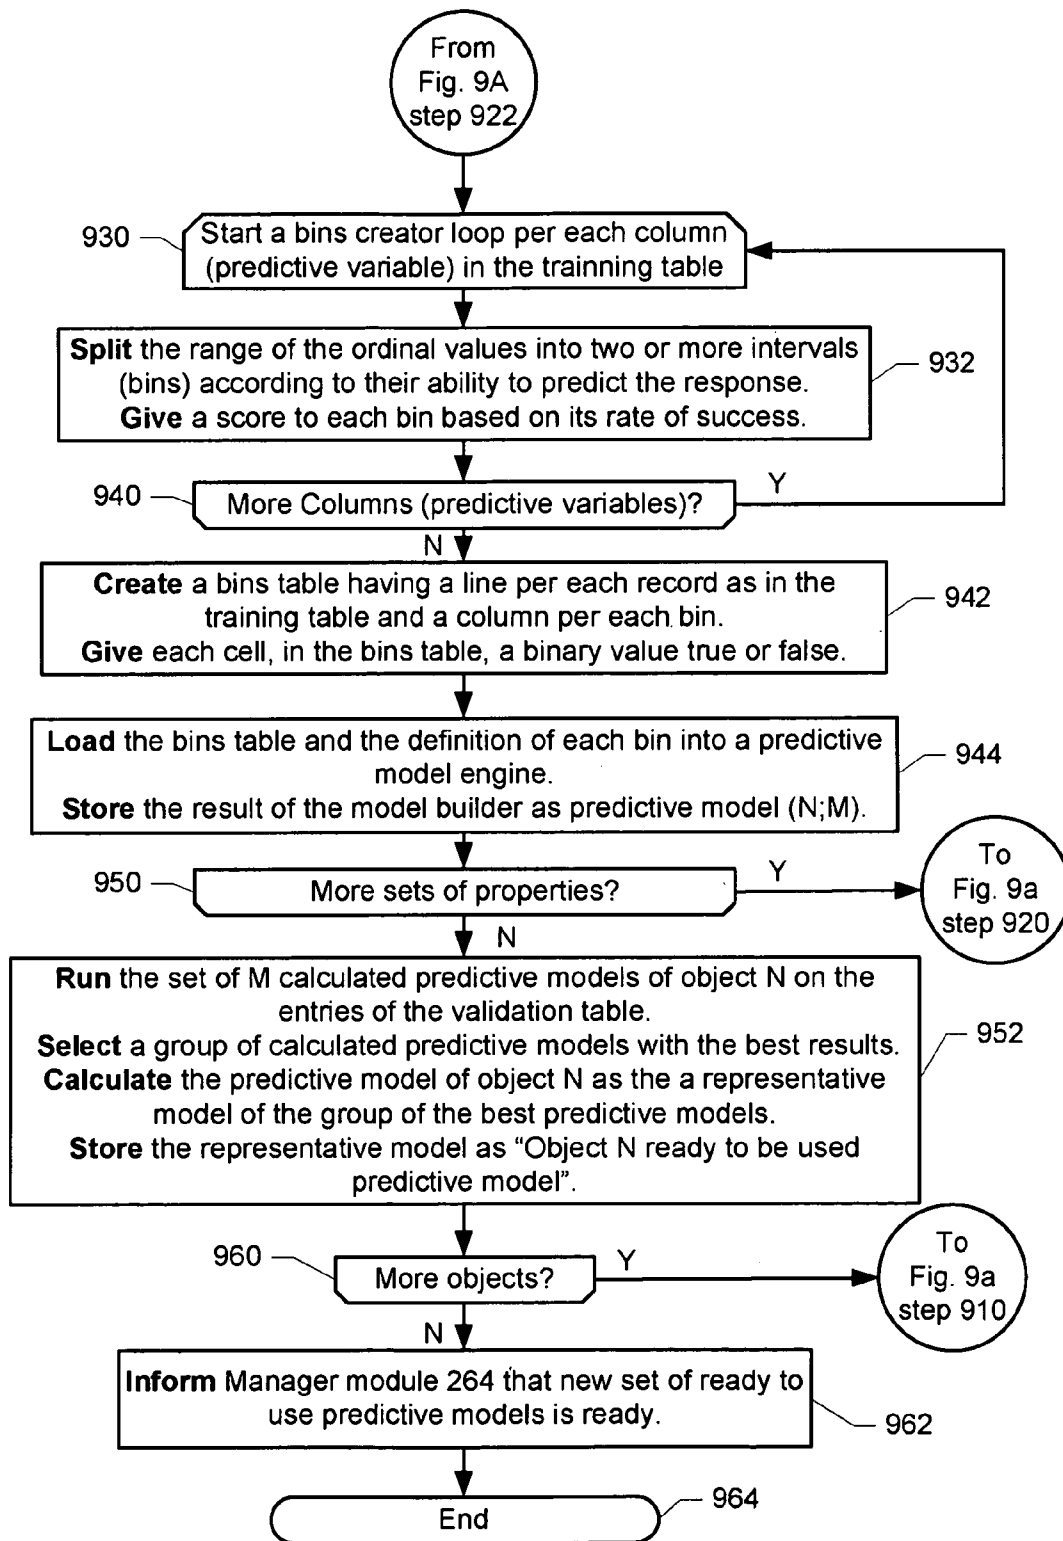 From
Fig. 9A
step 922
930
Start a bins creator loop per each column
(predictive variable) in the trainning table
Split the range of the ordinal values into two or more intervals
(bins) according to their ability to predict the response.
Give a score to each bin based on its rate of success.
932
940
More Columns (predictive variables)?
Y
N
Create a bins table having a line per each record as in the
training table and a column per each bin.
Give each cell, in the bins table, a binary value true or false.
942
Load the bins table and the definition of each bin into a predictive
model engine.
Store the result of the model builder as predictive model (N;M).
944
950
More sets of properties?
Y
To
Fig. 9a
step 920
N
Run the set of M calculated predictive models of object N on the
entries of the validation table.
Select a group of calculated predictive models with the best results.
Calculate the predictive model of object N as the a representative
model of the group of the best predictive models.
Store the representative model as “Object N ready to be used
predictive model”.
952
960
More objects?
Y
To
Fig. 9a
step 910
N
Inform Manager module 264 that new set of ready to
use predictive models is ready.
962
End
964